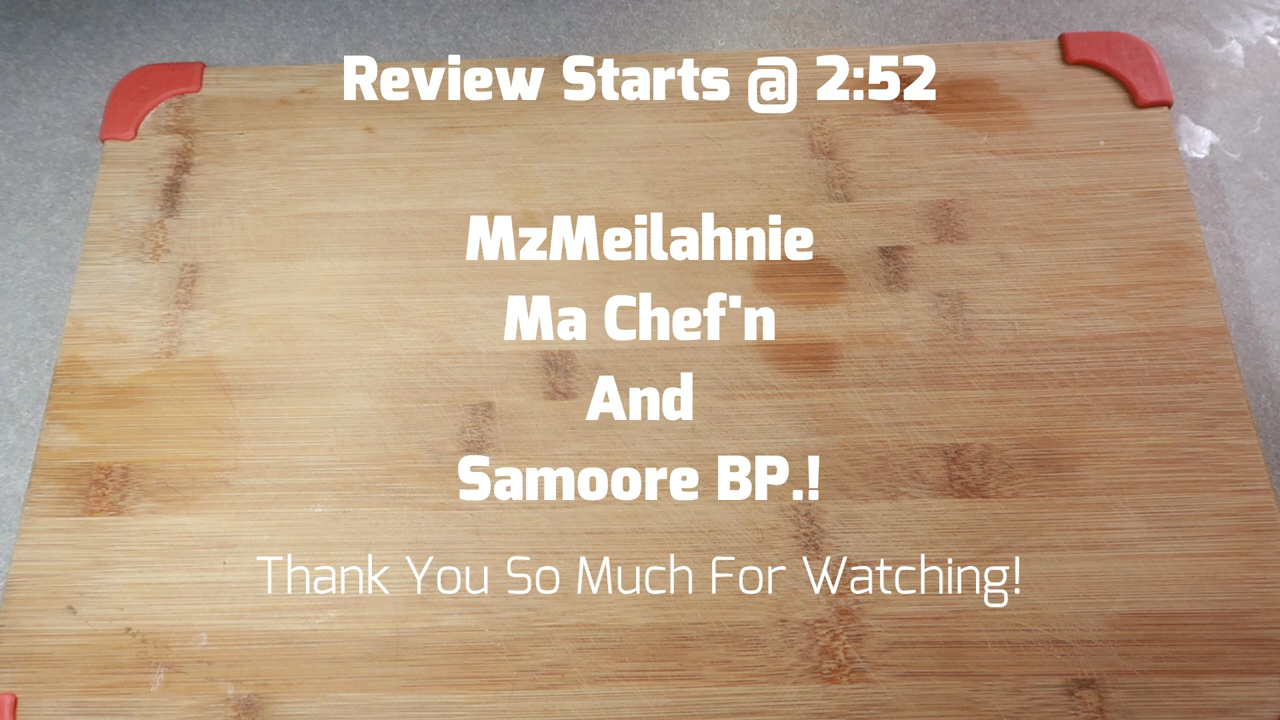 Review Starts @ 2:52
MzMeilahnie
Ma Chef'n
And
Samoore BP.!
Thank You So Much For Watching!